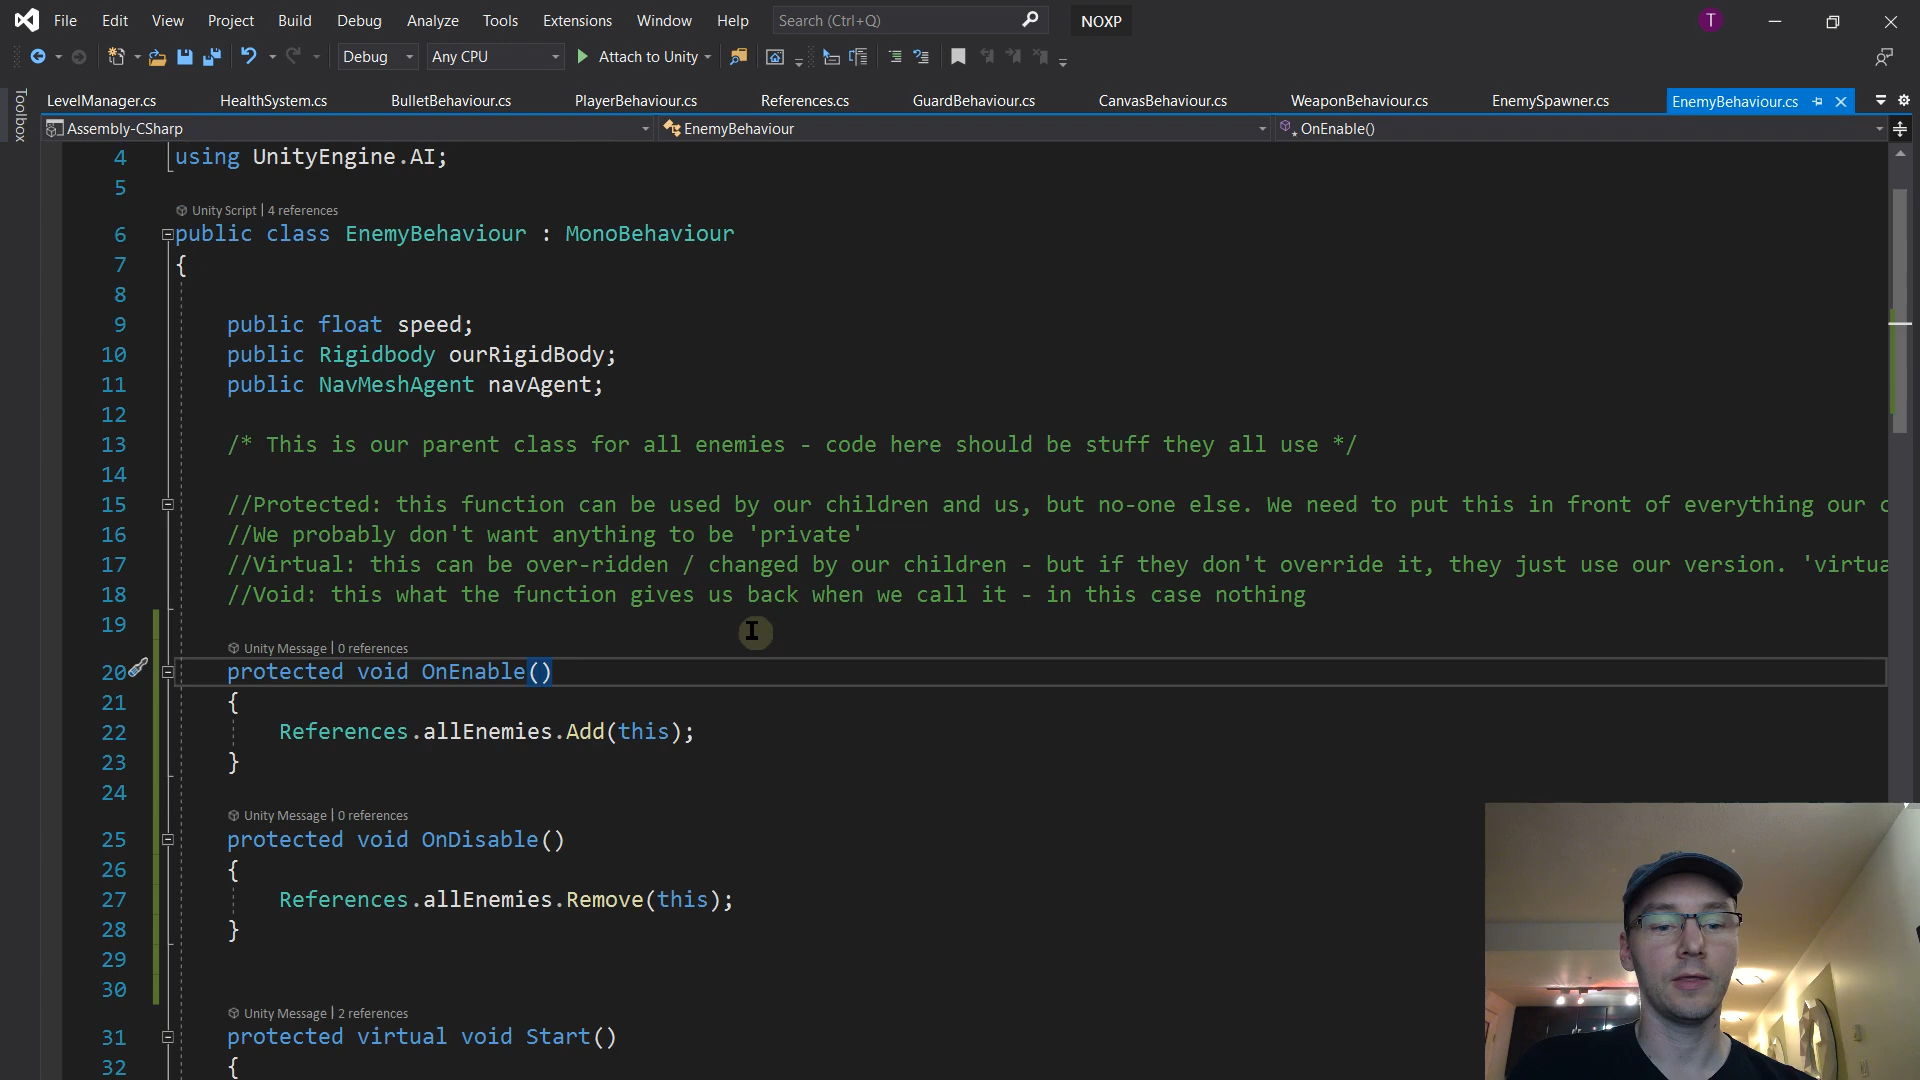 File Edit View Project Build Debug Analyze Tools Extensions Window Help Search (Ctrl+Q) NOXP T
Debug Any CPU Attach to Unity
Toolbox
LevelManager.cs HealthSystem.cs BulletBehaviour.cs PlayerBehaviour.cs References.cs GuardBehaviour.cs CanvasBehaviour.cs WeaponBehaviour.cs EnemySpawner.cs EnemyBehaviour.cs
Assembly-CSharp EnemyBehaviour OnEnable()
4 using UnityEngine.AI;
5
Unity Script | 4 references
6 public class EnemyBehaviour : MonoBehaviour
7 {
8
9 public float speed;
10 public Rigidbody ourRigidBody;
11 public NavMeshAgent navAgent;
12
13 /* This is our parent class for all enemies - code here should be stuff they all use */
14
15 //Protected: this function can be used by our children and us, but no-one else. We need to put this in front of everything our c
16 //We probably don't want anything to be 'private'
17 //Virtual: this can be over-ridden / changed by our children - but if they don't override it, they just use our version. 'virtua
18 //Void: this what the function gives us back when we call it - in this case nothing
19
Unity Message | 0 references
20 protected void OnEnable()
21 {
22 References.allEnemies.Add(this);
23 }
24
Unity Message | 0 references
25 protected void OnDisable()
26 {
27 References.allEnemies.Remove(this);
28 }
29
30
Unity Message | 2 references
31 protected virtual void Start()
32 {